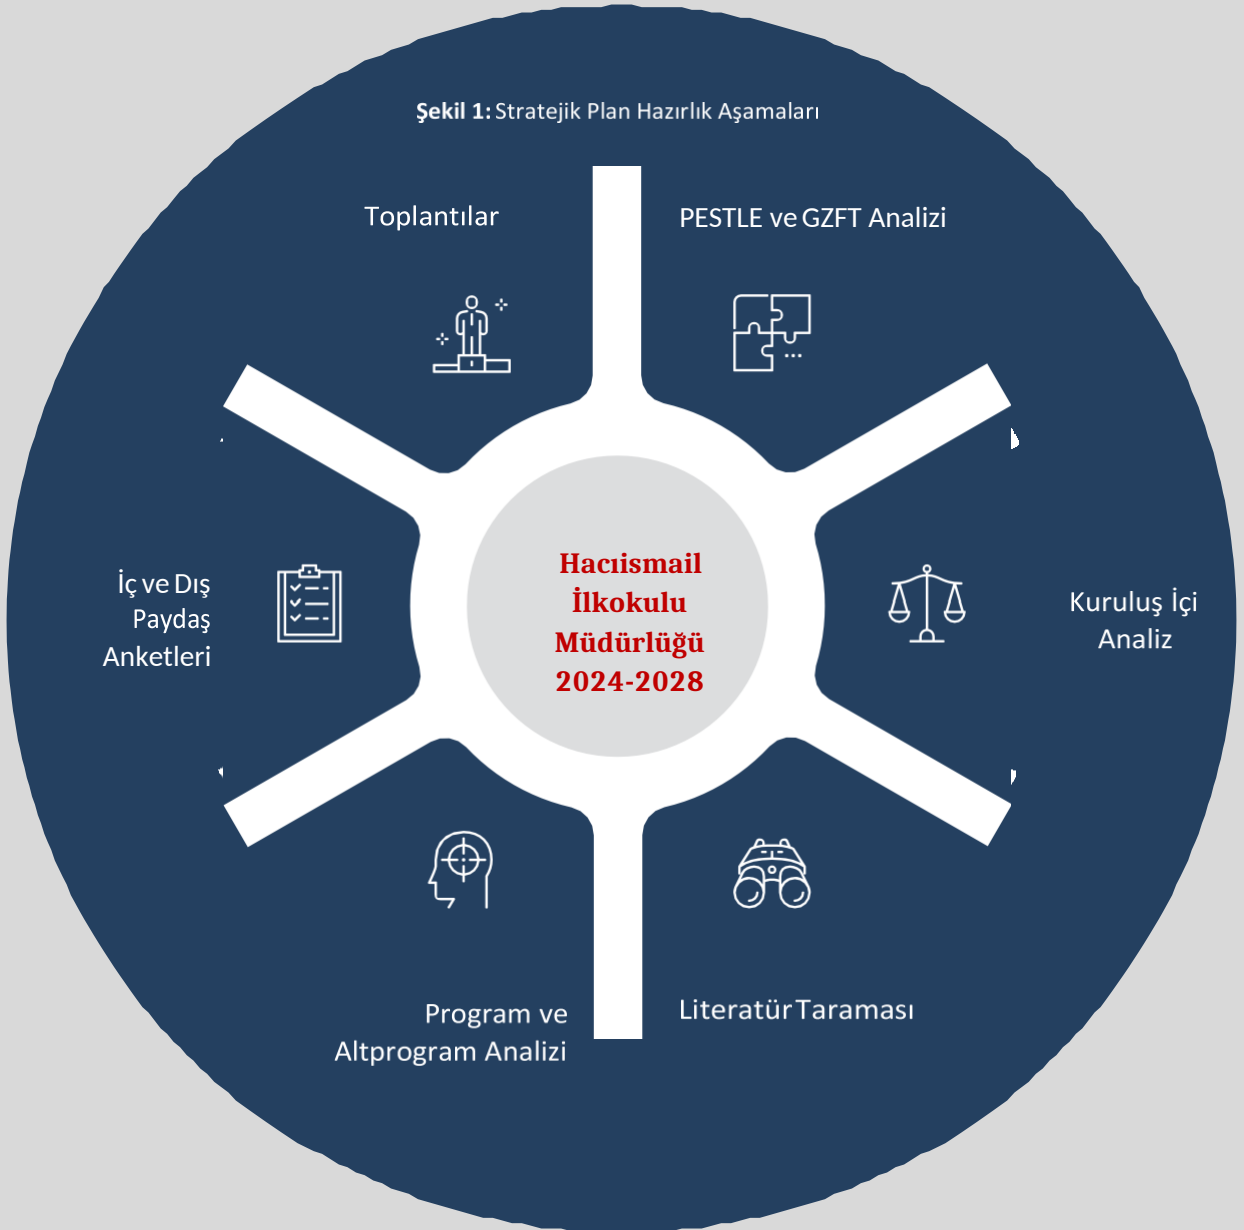 Şekil 1: Stratejik Plan Hazırlık Aşamaları
Toplantılar
PESTLE ve GZFT Analizi
İç ve Dış
Paydaş
Anketleri
Hacıismail
İlkokulu
Müdürlüğü
2024-2028
Kuruluş İçi
Analiz
Program ve
Altprogram Analizi
Literatür Taraması